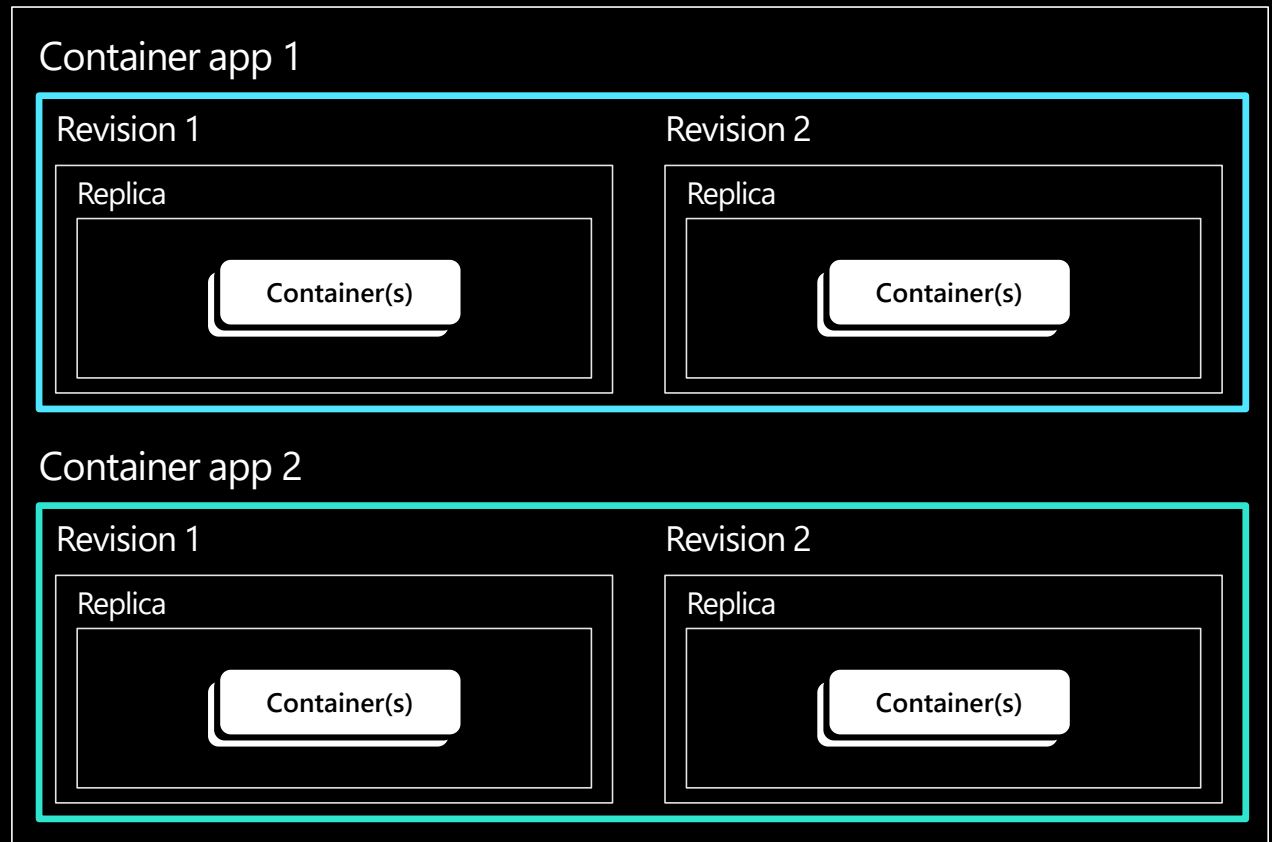 Container app 1
Revision 1
Revision 2
Replica
Replica
Container(s)
Container(s)
Container app 2
Revision 1
Revision 2
Replica
Replica
Container(s)
Container(s)